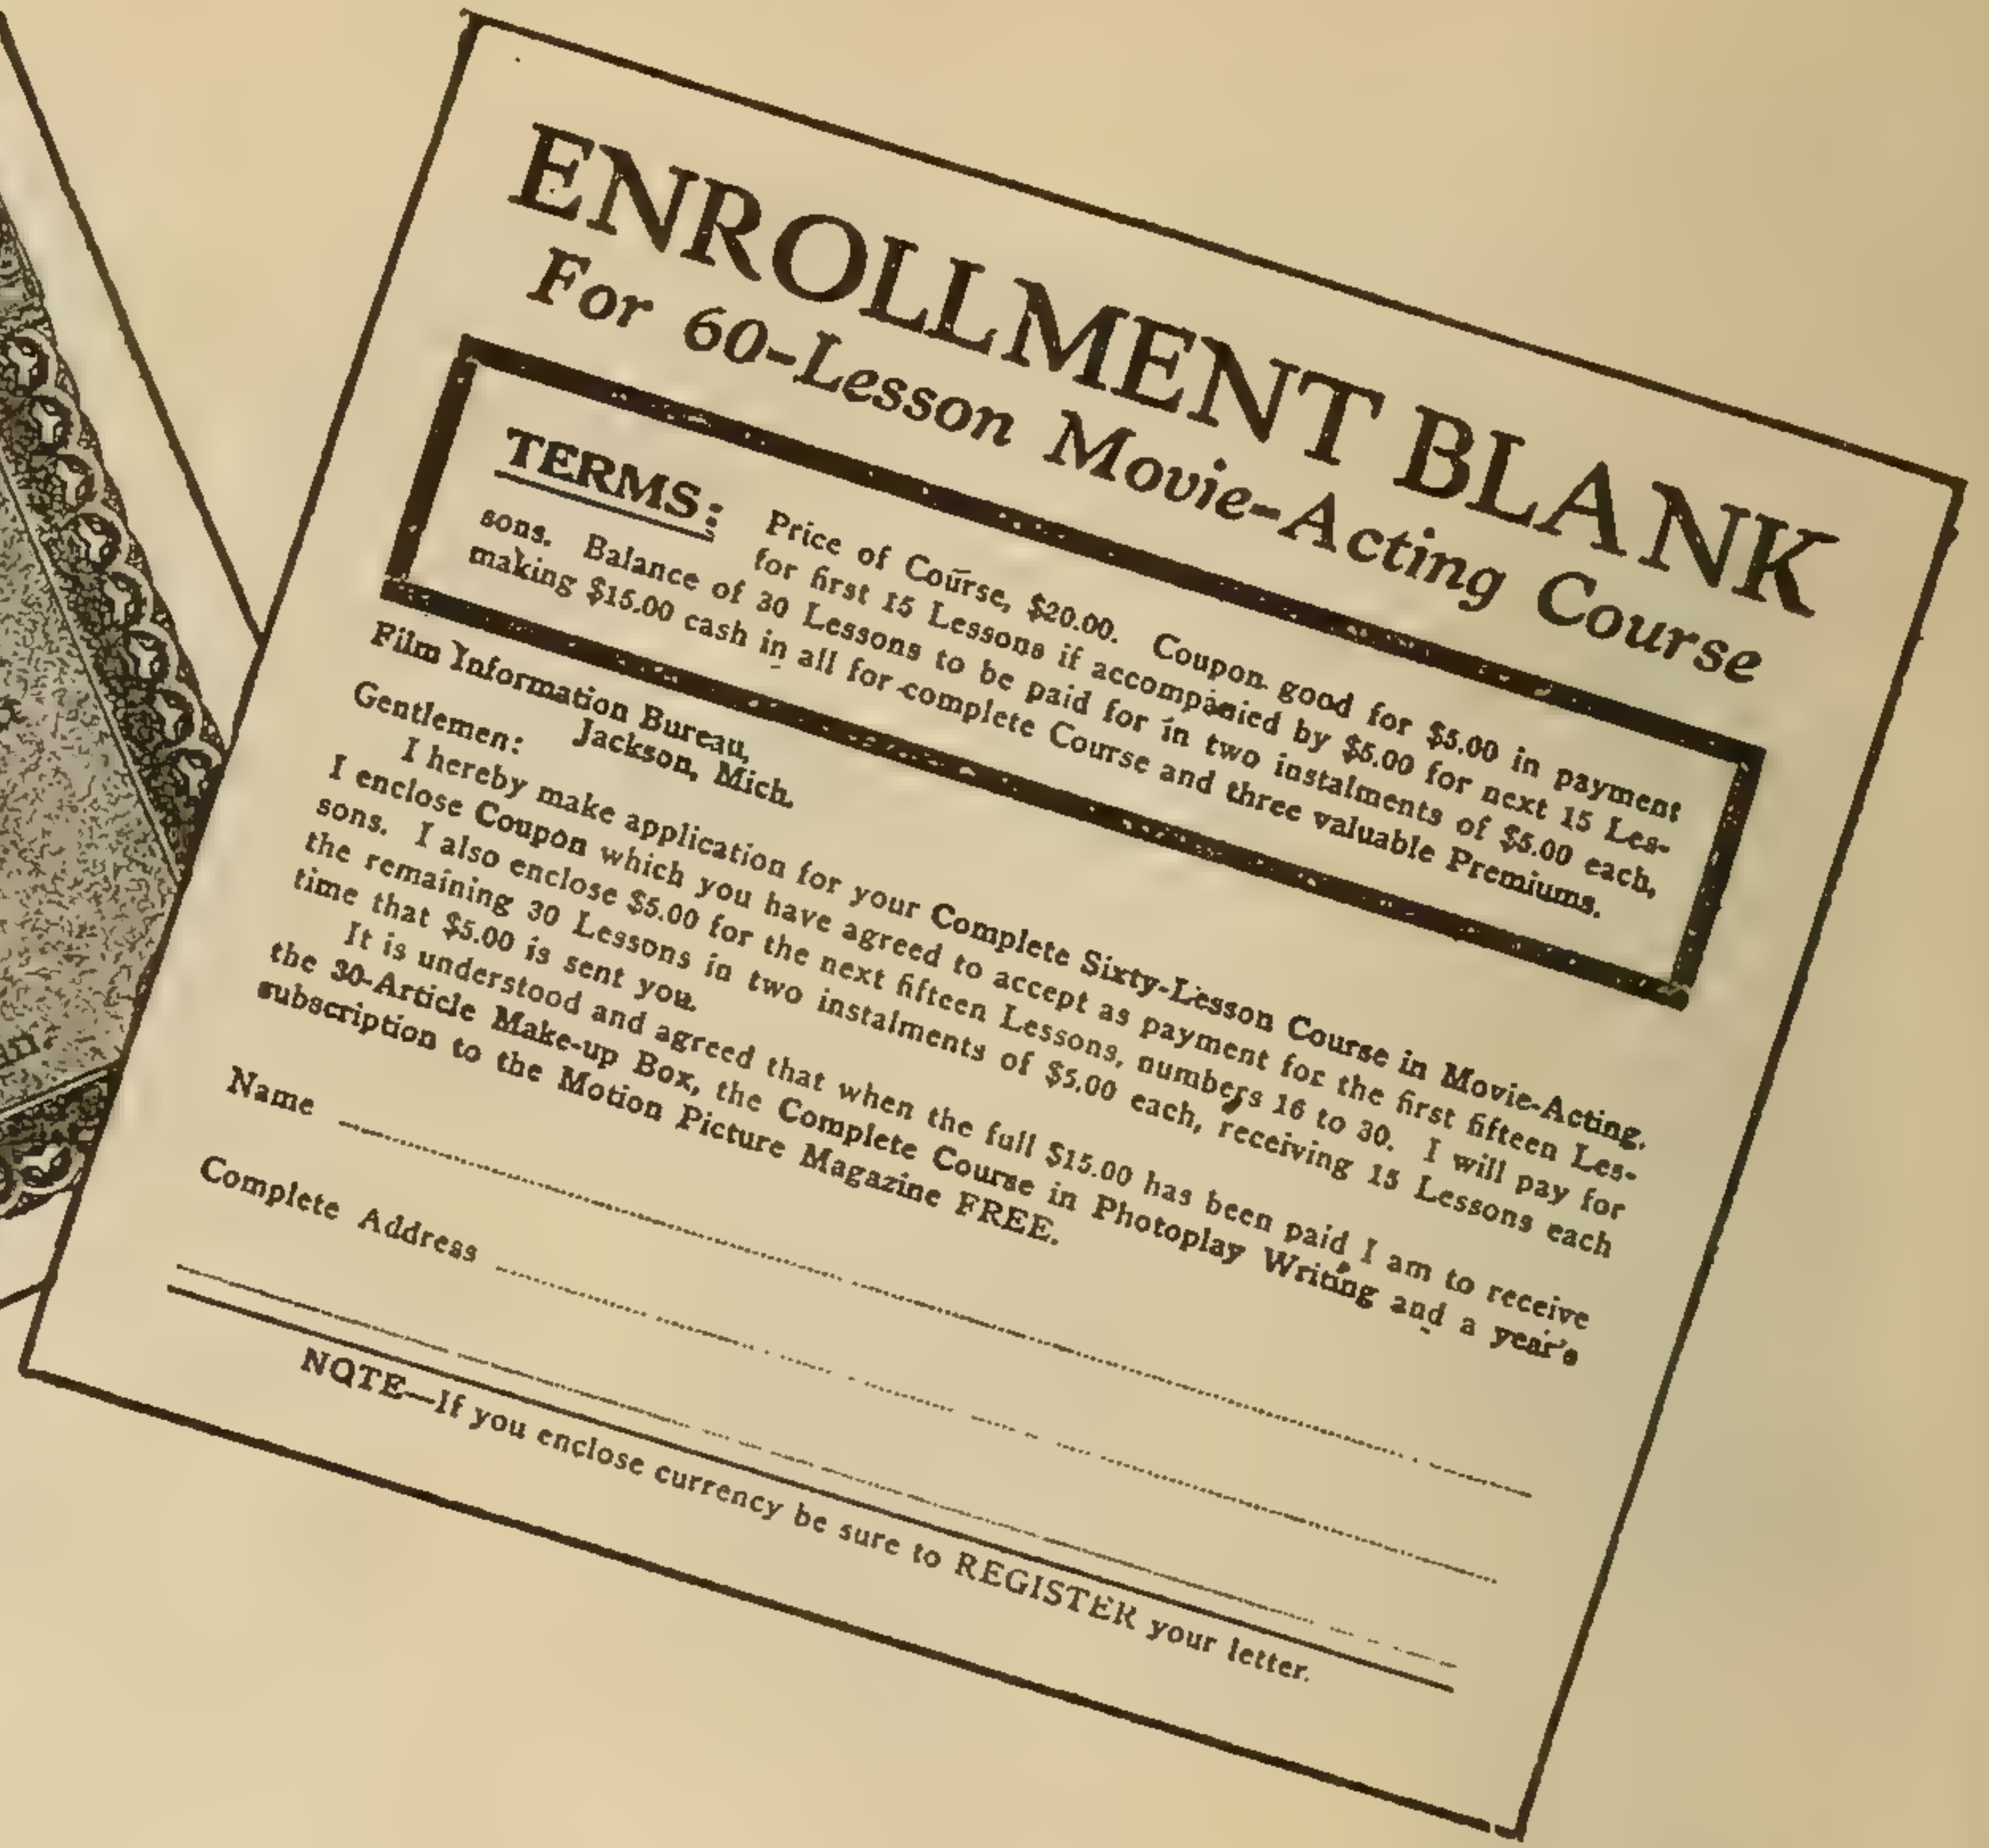 ENROLLMENT BLANK
For 60-Lesson Movie-Acting Course
TERMS: Price of Course, $20.00. Coupon good for $5.00 in payment
for first 15 Lessons if accompanied by $5.00 for next 15 Les-
sons. Balance of 30 Lessons to be paid for in two instalments of $5.00 each,
making $15.00 cash in all for complete Course and three valuable Premiums.
Film Information Bureau,
Jackson, Mich.
Gentlemen:
I hereby make application for your Complete Sixty-Lesson Course in Movie-Acting.
I enclose Coupon which you have agreed to accept as payment for the first fifteen Les-
sons. I also enclose $5.00 for the next fifteen Lessons, numbers 16 to 30. I will pay for
the remaining 30 Lessons in two instalments of $5.00 each, receiving 15 Lessons each
time that $5.00 is sent you.
It is understood and agreed that when the full $15.00 has been paid, I am to receive
the 30-Article Make-up Box, the Complete Course in Photoplay Writing and a year's
subscription to the Motion Picture Magazine FREE.
Name
Complete Address
NOTE—If you enclose currency be sure to REGISTER your letter.